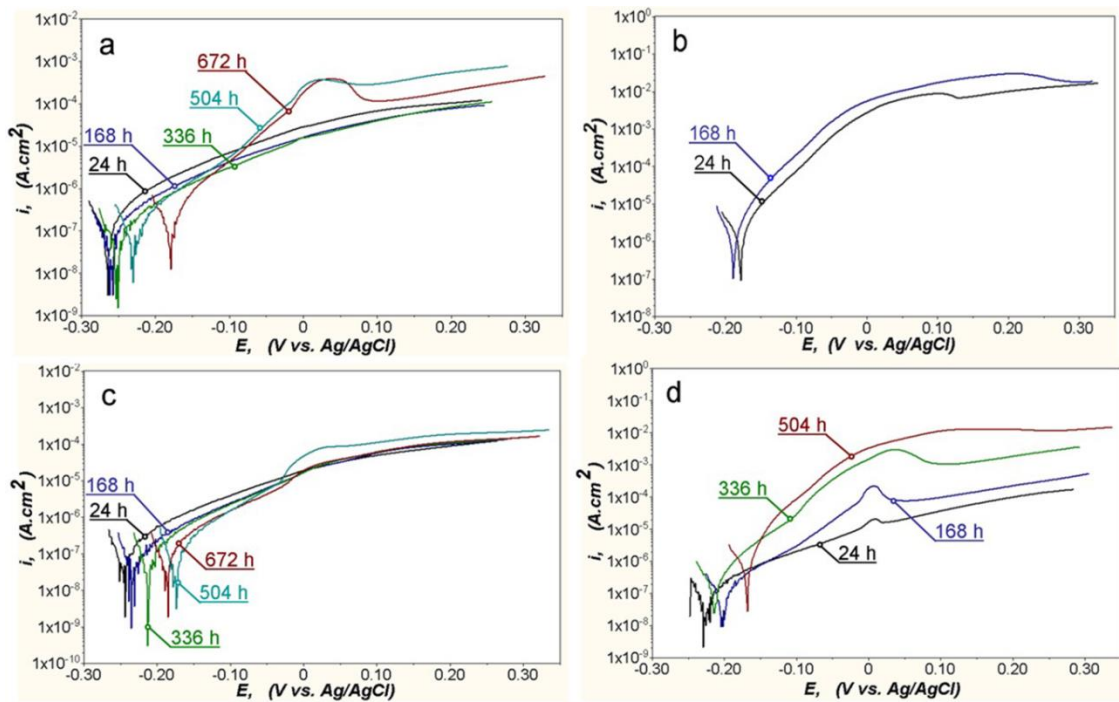 a
1x10⁻²
1x10⁻³
1x10⁻⁴
1x10⁻⁵
1x10⁻⁶
1x10⁻⁷
1x10⁻⁸
1x10⁻⁹
i, (A.cm²)
672 h
504 h
168 h
336 h
24 h
-0.30 -0.20 -0.10 0 0.10 0.20 0.30
E, (V vs. Ag/AgCl)
b
1x10¹
1x10⁰
1x10⁻¹
1x10⁻²
1x10⁻³
1x10⁻⁴
1x10⁻⁵
1x10⁻⁶
1x10⁻⁷
1x10⁻⁸
i, (A.cm²)
168 h
24 h
-0.30 -0.20 -0.10 0 0.10 0.20 0.30
E, (V vs. Ag/AgCl)
c
1x10⁻²
1x10⁻³
1x10⁻⁴
1x10⁻⁵
1x10⁻⁶
1x10⁻⁷
1x10⁻⁸
1x10⁻⁹
1x10⁻¹⁰
i, (A.cm²)
168 h
24 h
672 h
504 h
336 h
-0.30 -0.20 -0.10 0 0.10 0.20 0.30
E, (V vs. Ag/AgCl)
d
1x10⁰
1x10⁻¹
1x10⁻²
1x10⁻³
1x10⁻⁴
1x10⁻⁵
1x10⁻⁶
1x10⁻⁷
1x10⁻⁸
1x10⁻⁹
i, (A.cm²)
504 h
336 h
168 h
24 h
-0.30 -0.20 -0.10 0 0.10 0.20 0.30
E, (V vs. Ag/AgCl)